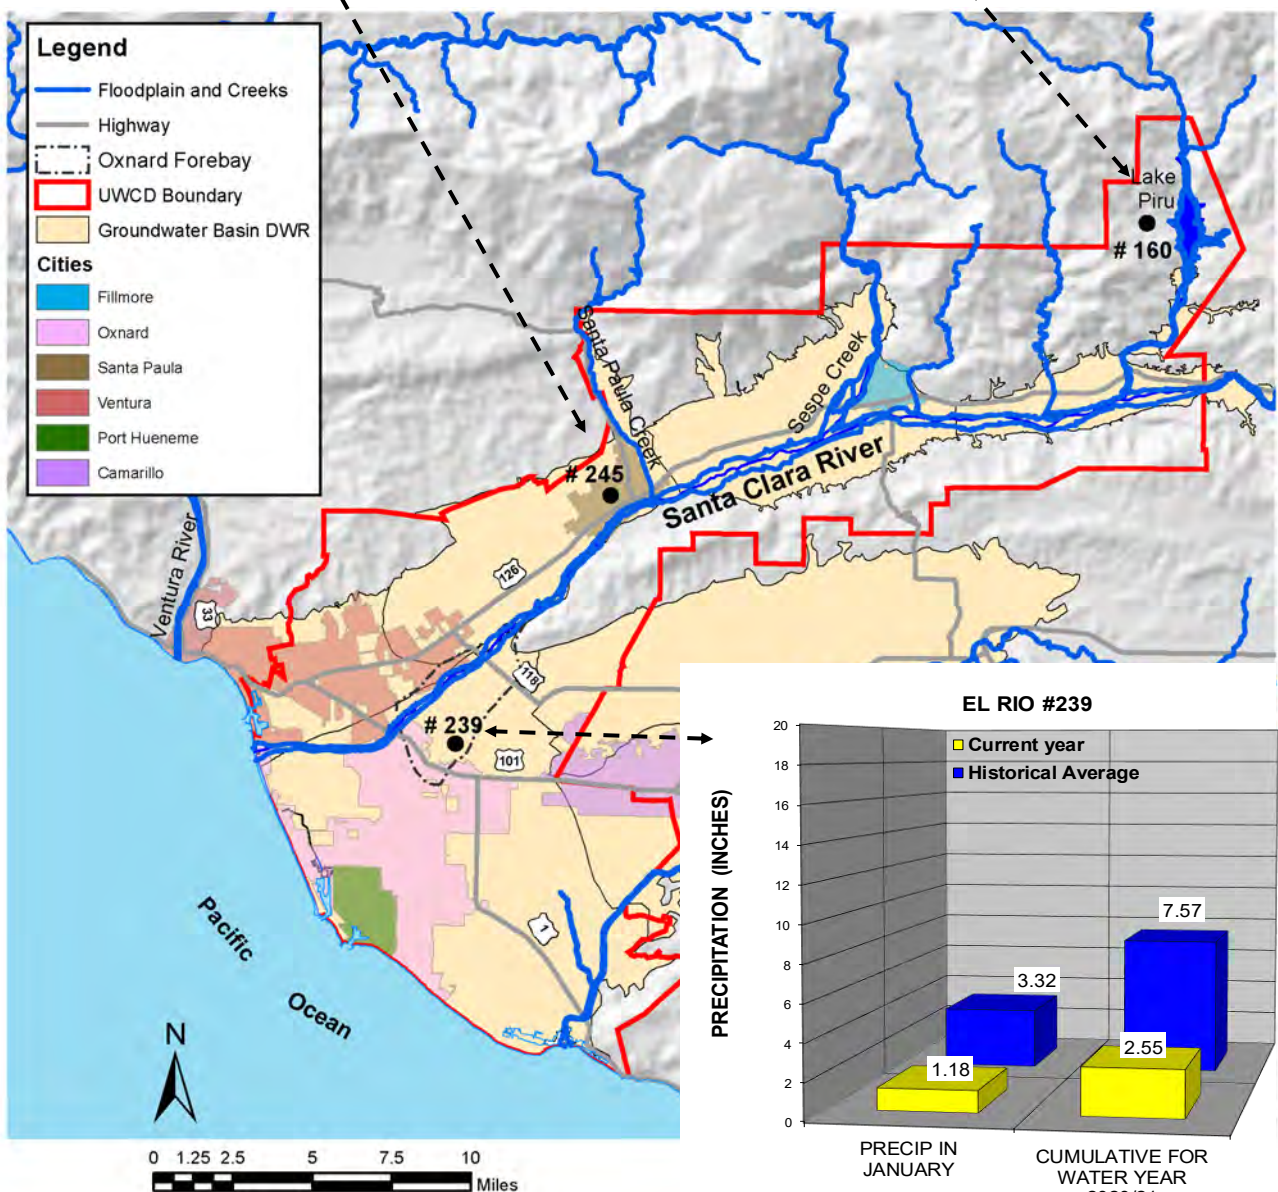 Legend
Floodplain and Creeks
Highway
Oxnard Forebay
UWCD Boundary
Groundwater Basin DWR
Cities
Fillmore
Oxnard
Santa Paula
Ventura
Port Hueneme
Camarillo
Lake
Piru
# 160
Santa Paula Creek
Sespe Creek
# 245
Santa Clara River
Ventura River
33
126
118
# 239
101
1
Pacific
Ocean
N
0 1.25 2.5 5 7.5 10
Miles
EL RIO #239
Current year
Historical Average
PRECIPITATION (INCHES)
20
18
16
14
12
10
8
6
4
2
0
7.57
3.32
2.55
1.18
PRECIP IN
JANUARY
CUMULATIVE FOR
WATER YEAR